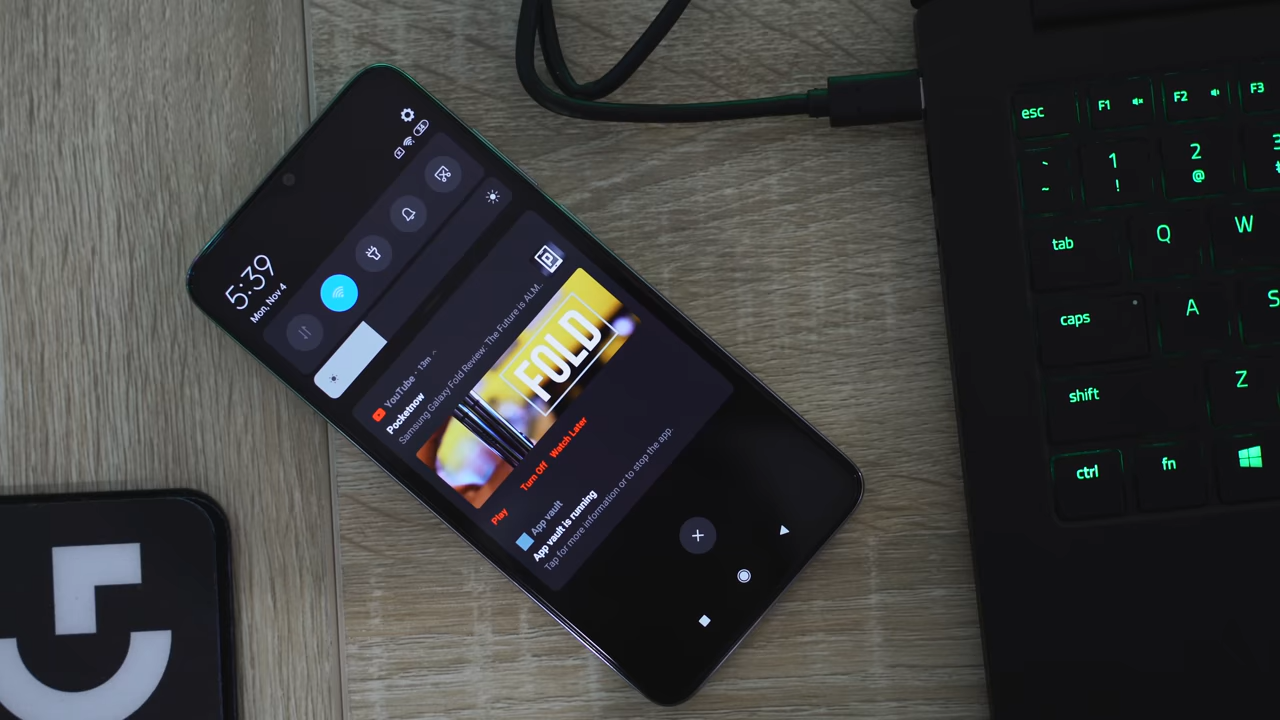 5:39
Mon, Nov 4
YouTube • 13m
Pocketnow
Samsung Galaxy Fold Review: The Future is ALM..
FOLD
Play Turn Off Watch Later
App vault
App vault is running
Tap for more information or to stop the app.
esc F1 F2 F3
` 1 2 3
~ ! @ #
tab Q W
caps A S
shift Z
ctrl fn